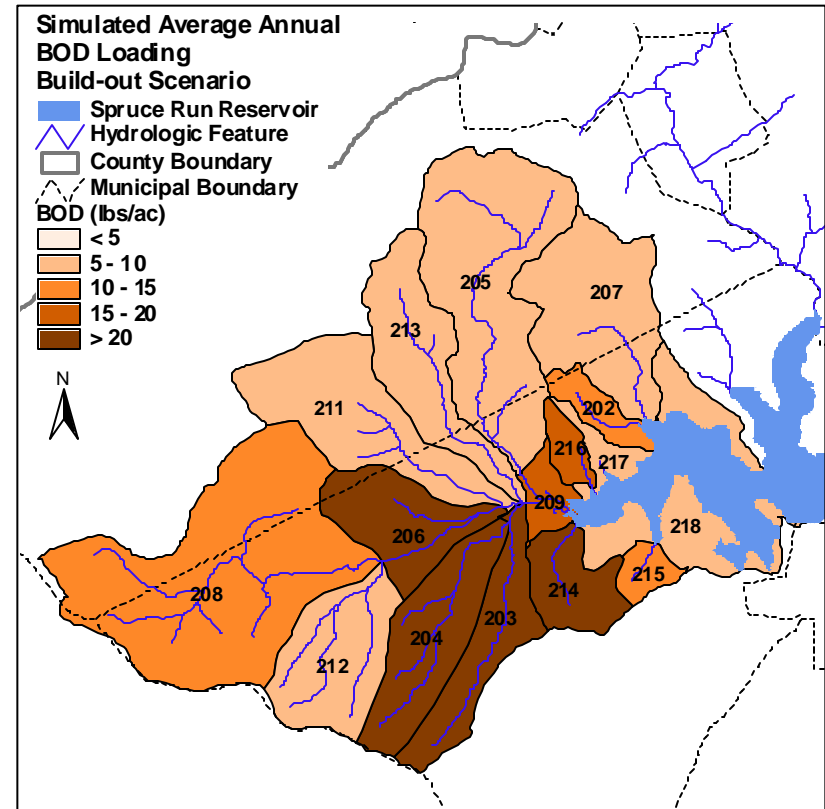 Simulated Average Annual
BOD Loading
Build-out Scenario
Spruce Run Reservoir
Hydrologic Feature
County Boundary
Municipal Boundary
BOD (lbs/ac)
< 5
5 - 10
10 - 15
15 - 20
> 20
N
205
207
213
211
202
216
217
209
218
206
215
214
208
203
204
212